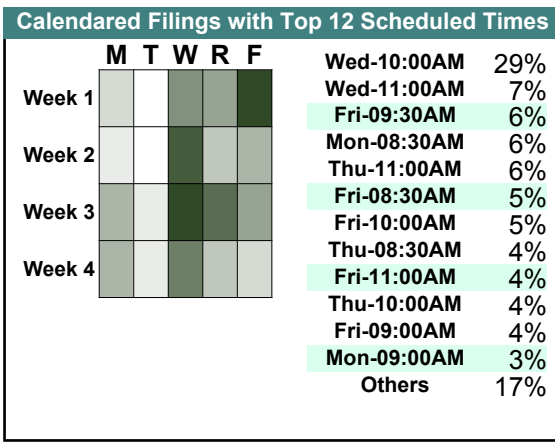 Calendared Filings with Top 12 Scheduled Times
M T W R F
Week 1
Week 2
Week 3
Week 4
Wed-10:00AM 29%
Wed-11:00AM 7%
Fri-09:30AM 6%
Mon-08:30AM 6%
Thu-11:00AM 6%
Fri-08:30AM 5%
Fri-10:00AM 5%
Thu-08:30AM 4%
Fri-11:00AM 4%
Thu-10:00AM 4%
Fri-09:00AM 4%
Mon-09:00AM 3%
Others 17%